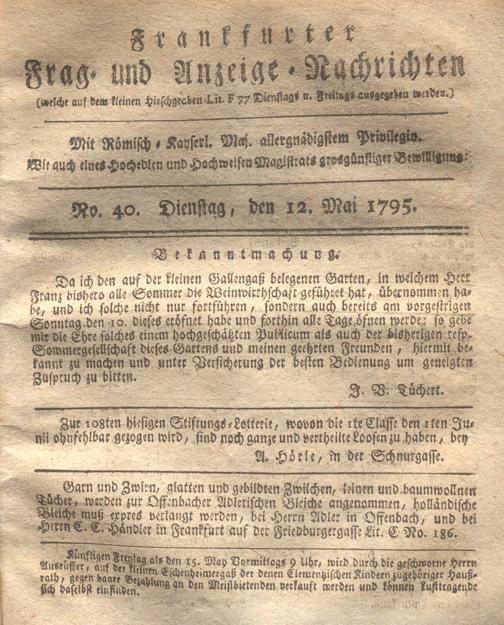 Frankfurter
Frag- und Anzeige-Nachrichten
(welche auf dem kleinen Hirschgraben Lit. F 77 Dienstags u. Freitags ausgegeben werden.)
Mit Römisch-Kayserl. Maj. allergnädigstem Privilegio.
Wie auch eines Hochedlen und Hochweisen Magistrats grosgünstiger Bewilligung.
No. 40. Dienstag, den 12. Mai 1795.
Bekanntmachung.
Da ich den auf der kleinen Gallengaß belegenen Garten, in welchem Herr
Franz bishero alle Sommer die Weinwirthschaft geführet hat, übernommen ha-
be, und ich solche nicht nur fortführen, sondern auch bereits am vorgestrigen
Sonntag den 10. dieses eröfnet habe und forthin alle Tage öfnen werde: so gebe
mir die Ehre solches einem hochgeschätzten Publicum als auch der bisherigen resp.
Sommergesellschaft dieses Gartens und meinen geehrten Freunden, hiermit be-
kannt zu machen und unter Versicherung der besten Bedienung um geneigten
Zuspruch zu bitten.
J. B. Tüchert.
Zur 108ten hiesigen Stiftungs-Lotterie, wovon die 1te Classe den 1ten Ju-
nii ohnfehlbar gezogen wird, sind noch ganze und vertheilte Loosen zu haben, bey
A. Hörle, in der Schnurgasse.
Garn und Zwirn, glatten und gebildten Zwilchen, leinen und baumwollnen
Tücher, werden zur Offenbacher Adlerischen Bleiche angenommen, holländische
Bleiche muß expres verlangt werden, bei Herrn Adler in Offenbach, und bei
Herrn C. C. Händler in Frankfurt auf der Friedburgergasse Lit. C No. 186.
Künftigen Freytag als den 15. May Vormittags 9 Uhr, wird durch die geschworne Herrn
Ausrüffer, auf der kleinen Eschenheimergaß der denen Clementzischen Kindern zugehöriger Hauß-
rath, gegen baare Bezahlung an den Meistbietenden verkauft werden und können Lusttragende
sich daselbst einfinden.